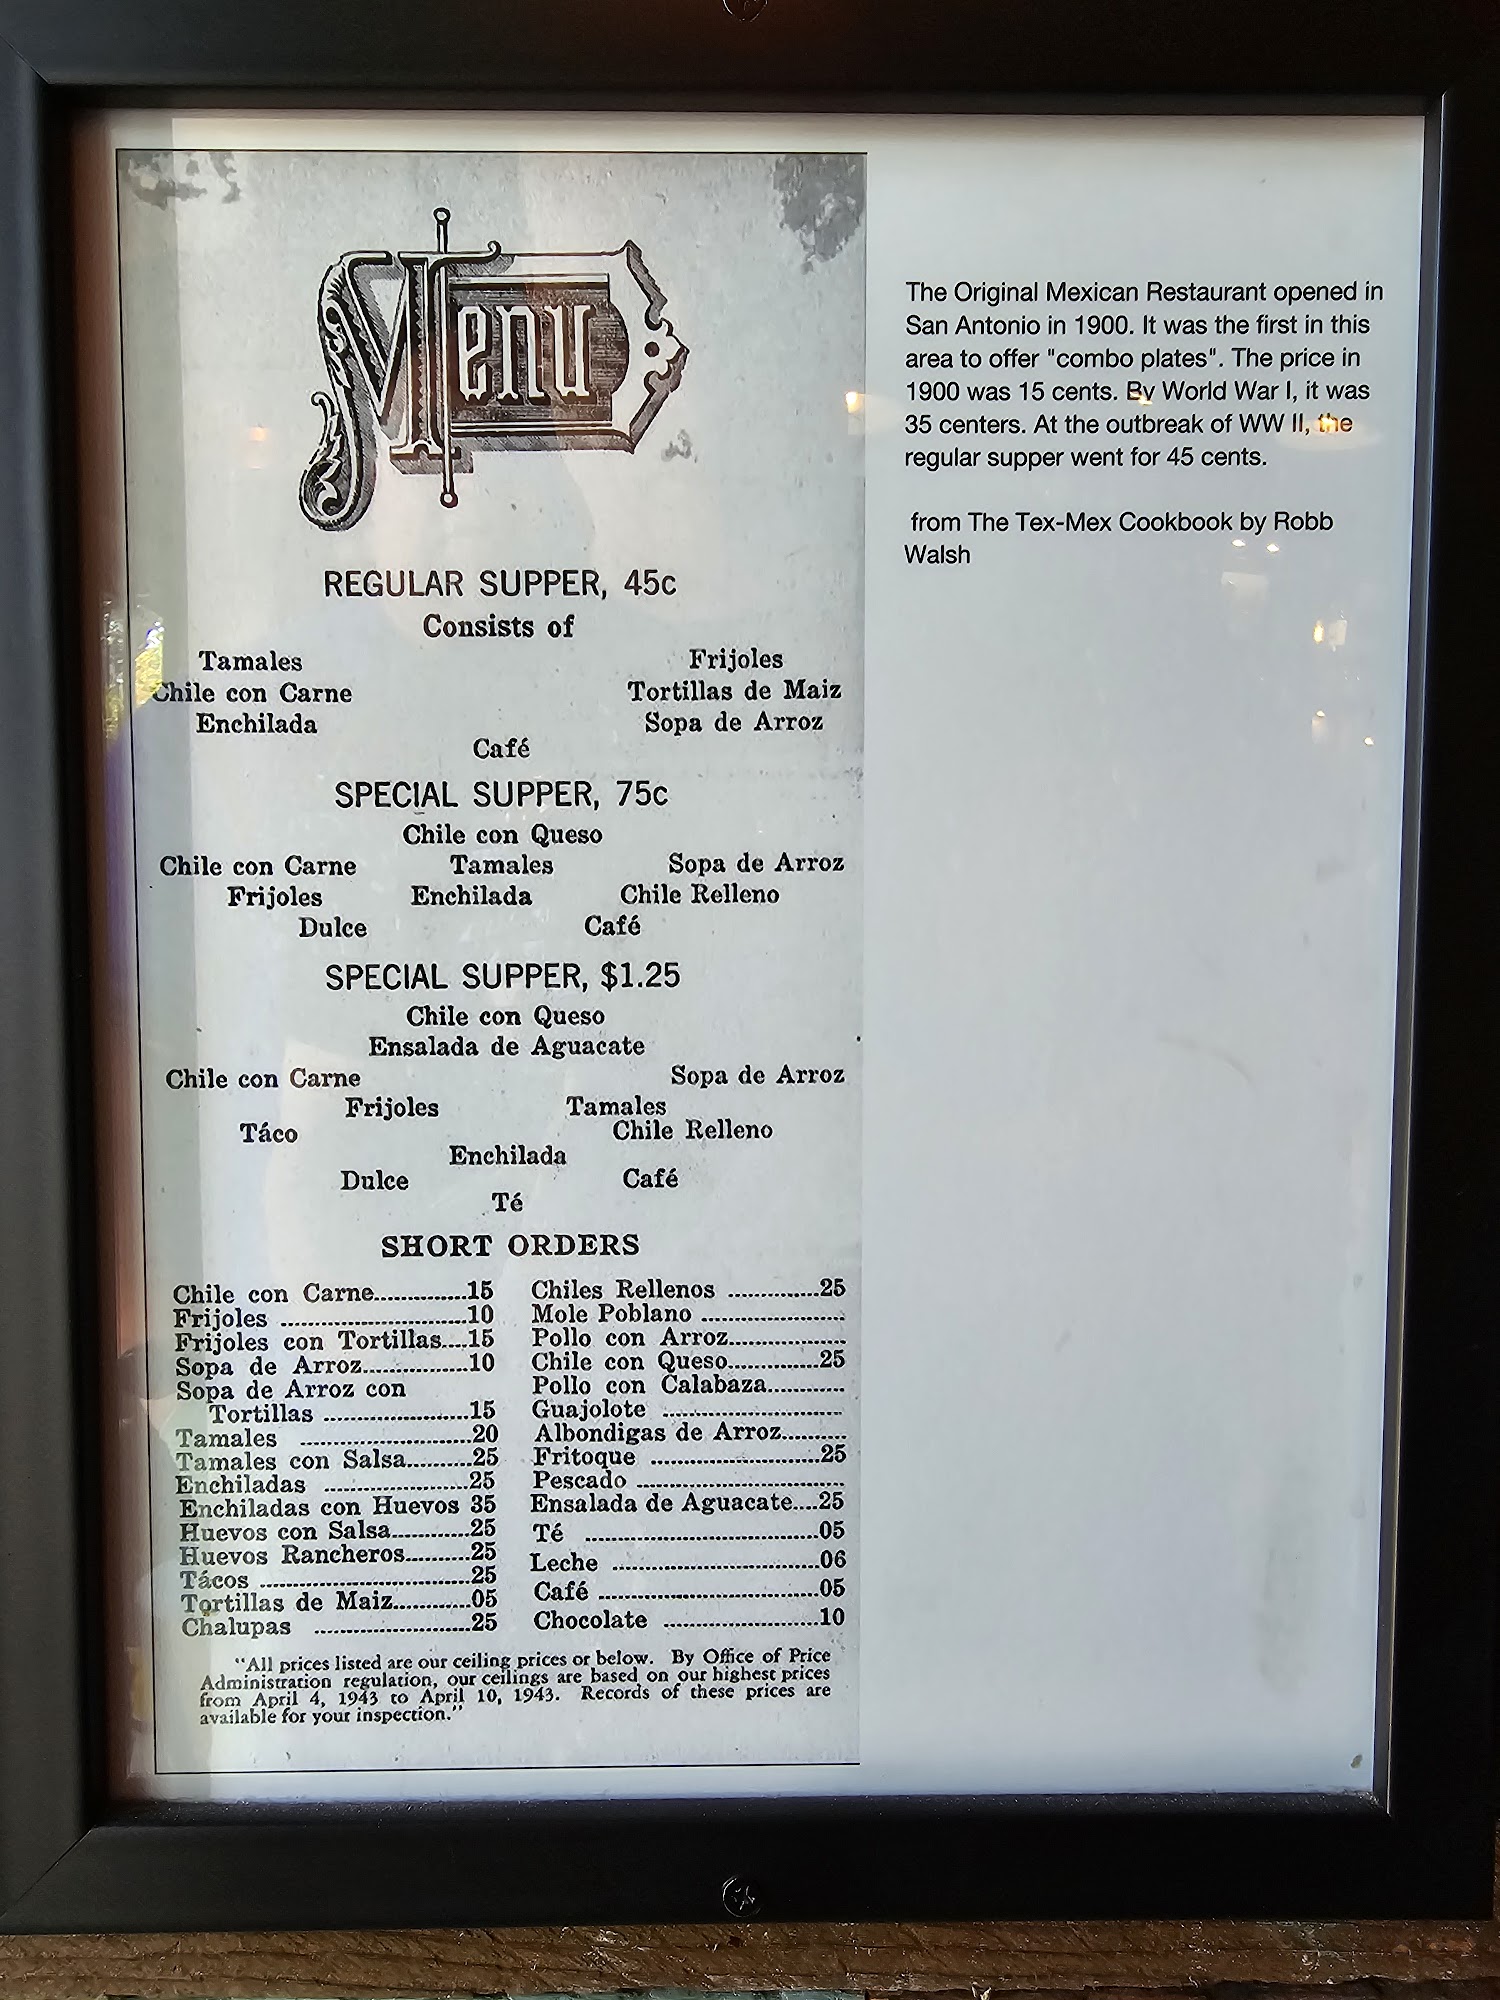 Menu
REGULAR SUPPER, 45c
Consists of
Tamales Frijoles
Chile con Carne Tortillas de Maiz
Enchilada Sopa de Arroz
Café
SPECIAL SUPPER, 75c
Chile con Queso
Chile con Carne Tamales Sopa de Arroz
Frijoles Enchilada Chile Relleno
Dulce Café
SPECIAL SUPPER, $1.25
Chile con Queso
Ensalada de Aguacate
Chile con Carne Sopa de Arroz
Frijoles Tamales
Táco Chile Relleno
Enchilada
Dulce Café
Té
SHORT ORDERS
Chile con Carne..............15
Frijoles ............................10
Frijoles con Tortillas....15
Sopa de Arroz................10
Sopa de Arroz con
Tortillas ......................15
Tamales ..........................20
Tamales con Salsa..........25
Enchiladas ......................25
Enchiladas con Huevos 35
Huevos con Salsa............25
Huevos Rancheros..........25
Tácos ................................25
Tortillas de Maiz............05
Chalupas ........................25
Chiles Rellenos ..............25
Mole Poblano ......................
Pollo con Arroz..................
Chile con Queso..............25
Pollo con Calabaza............
Guajolote ............................
Albondigas de Arroz..........
Fritoque ..............................25
Pescado ................................
Ensalada de Aguacate....25
Té ....................................05
Leche ................................06
Café ..................................05
Chocolate ........................10
"All prices listed are our ceiling prices or below. By Office of Price
Administration regulation, our ceilings are based on our highest prices
from April 4, 1943 to April 10, 1943. Records of these prices are
available for your inspection."
The Original Mexican Restaurant opened in
San Antonio in 1900. It was the first in this
area to offer "combo plates". The price in
1900 was 15 cents. By World War I, it was
35 centers. At the outbreak of WW II, the
regular supper went for 45 cents.
from The Tex-Mex Cookbook by Robb
Walsh